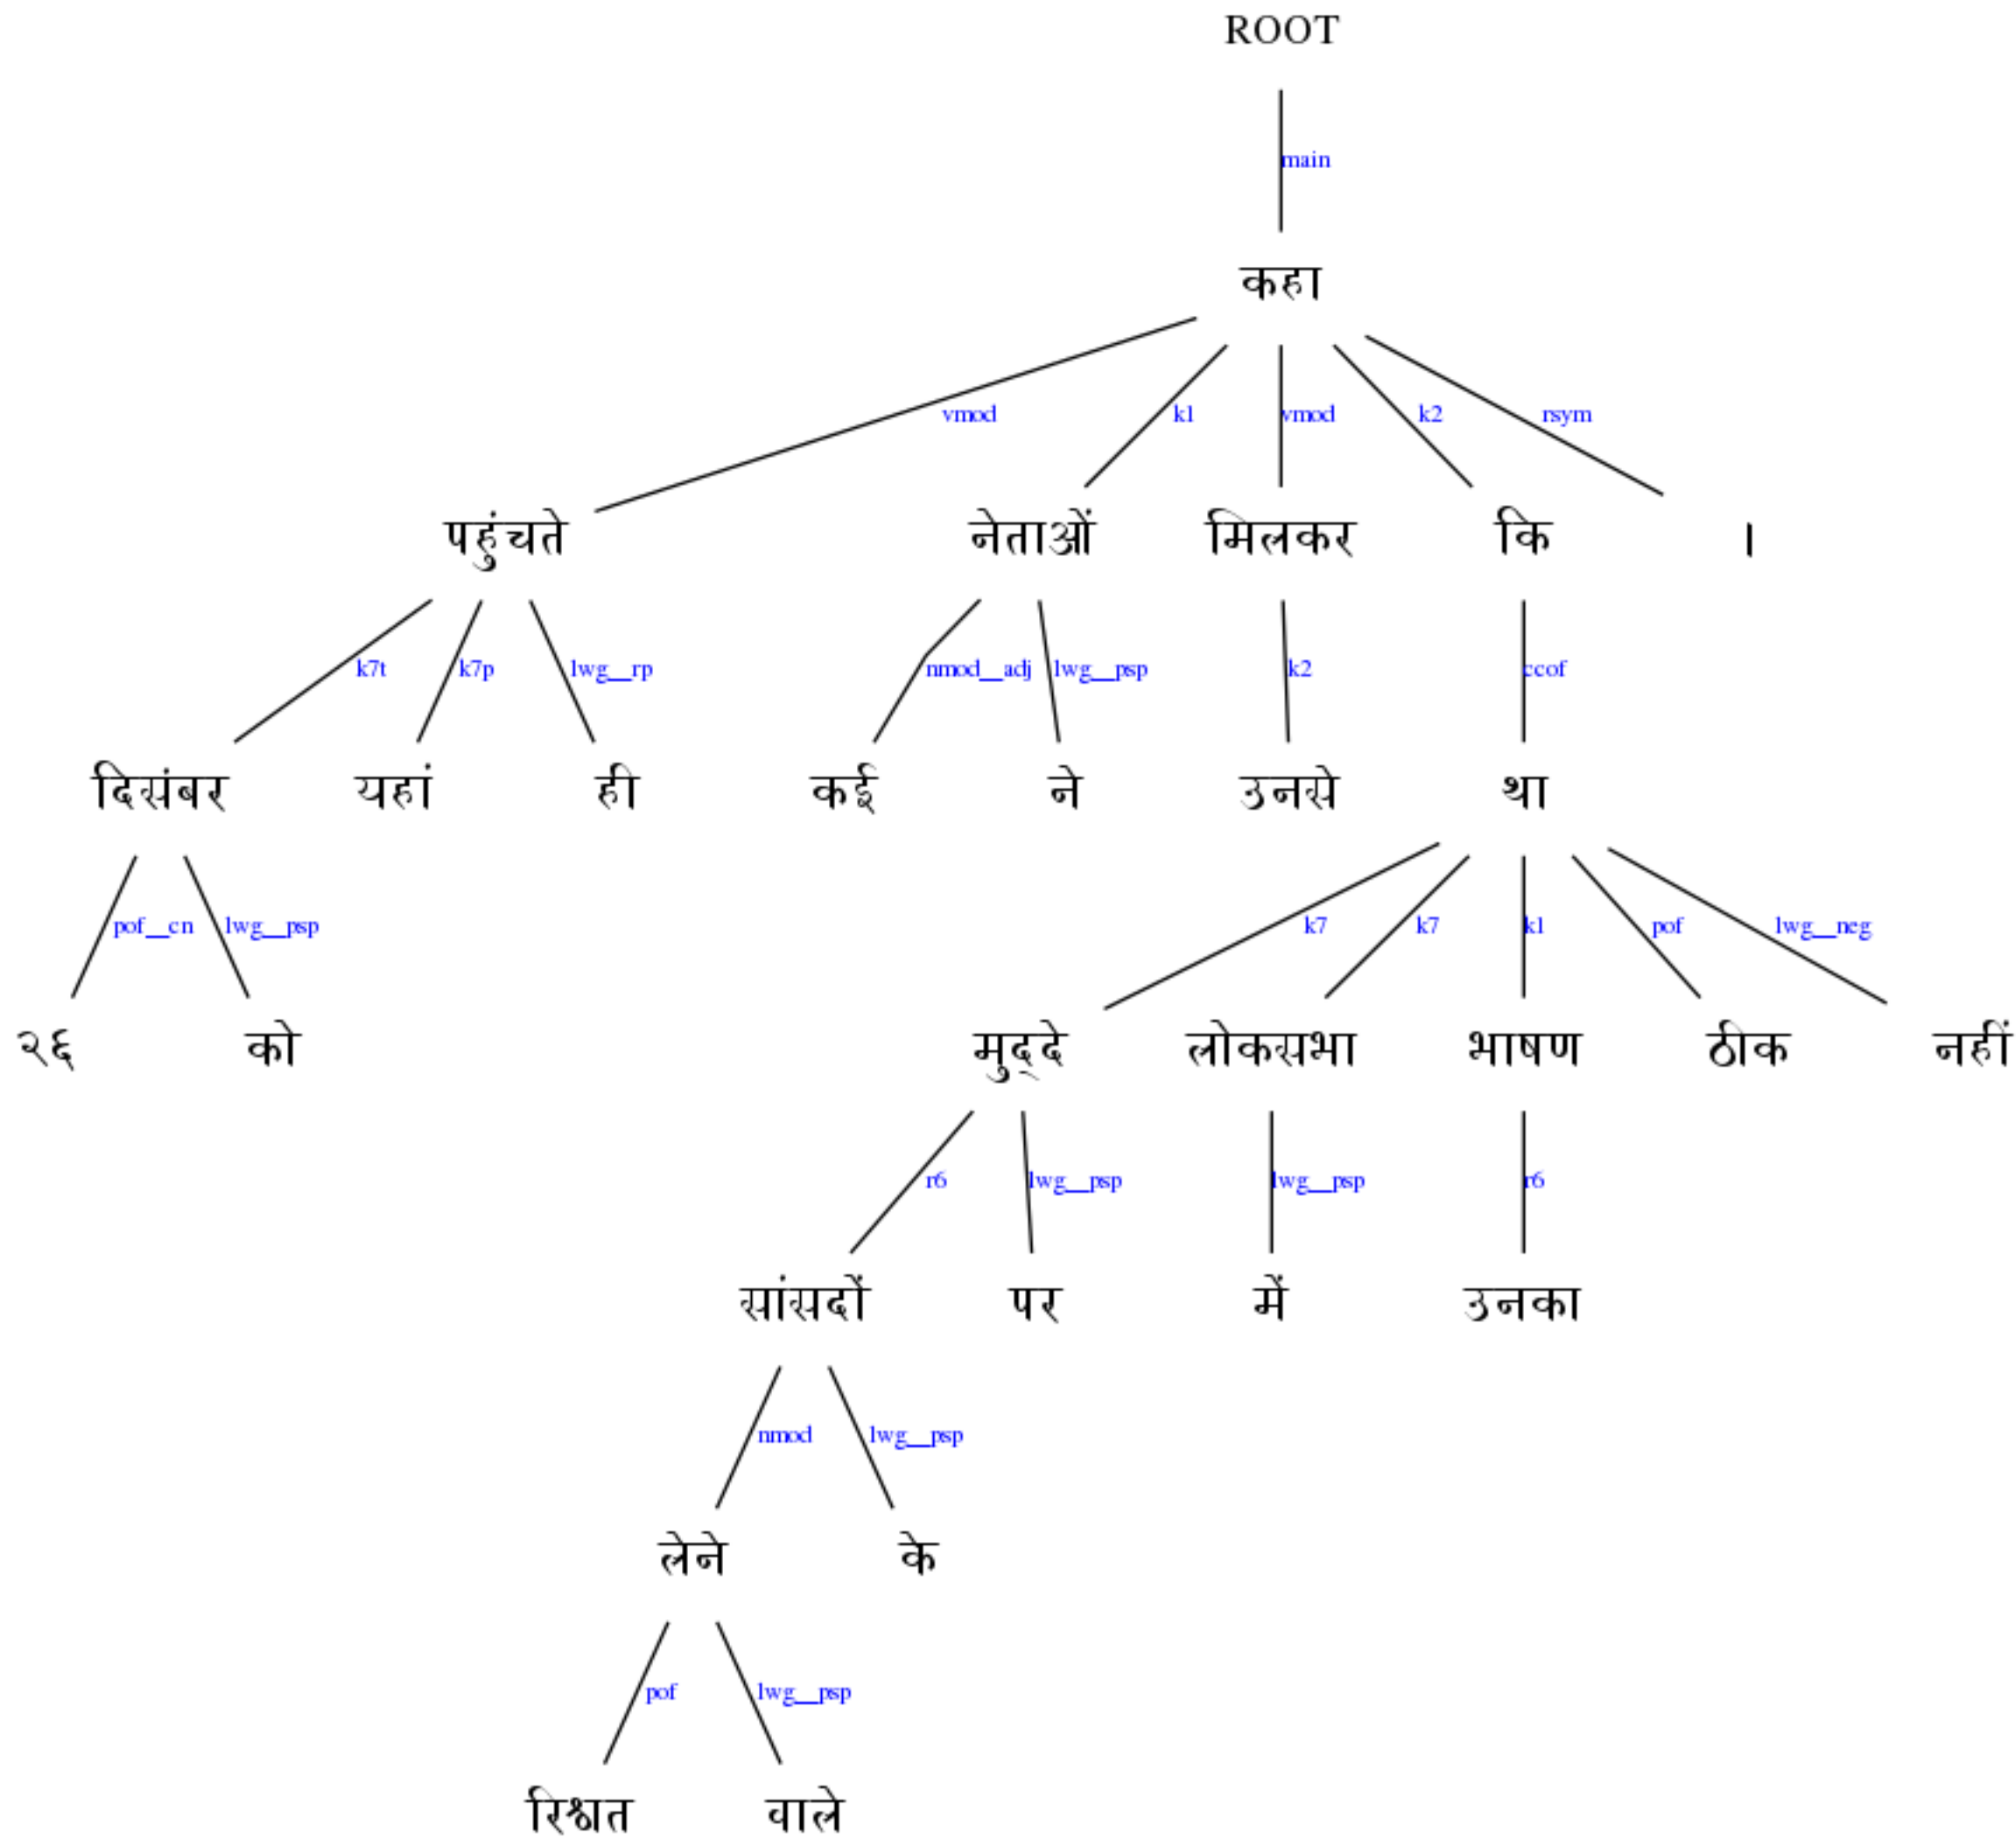 ROOT
main
कहा
vmod k1 vmod k2 rsym
पहुंचते नेताओं मिलकर कि ।
k7t k7p lwg__rp nmod__adj lwg__psp k2 ccof
दिसंबर यहां ही कई ने उनसे था
pof__cn lwg__psp k7 k7 k1 pof lwg__neg
२६ को मुद्दे लोकसभा भाषण ठीक नहीं
r6 lwg__psp lwg__psp r6
सांसदों पर में उनका
nmod lwg__psp
लेने के
pof lwg__psp
रिश्वत वाले